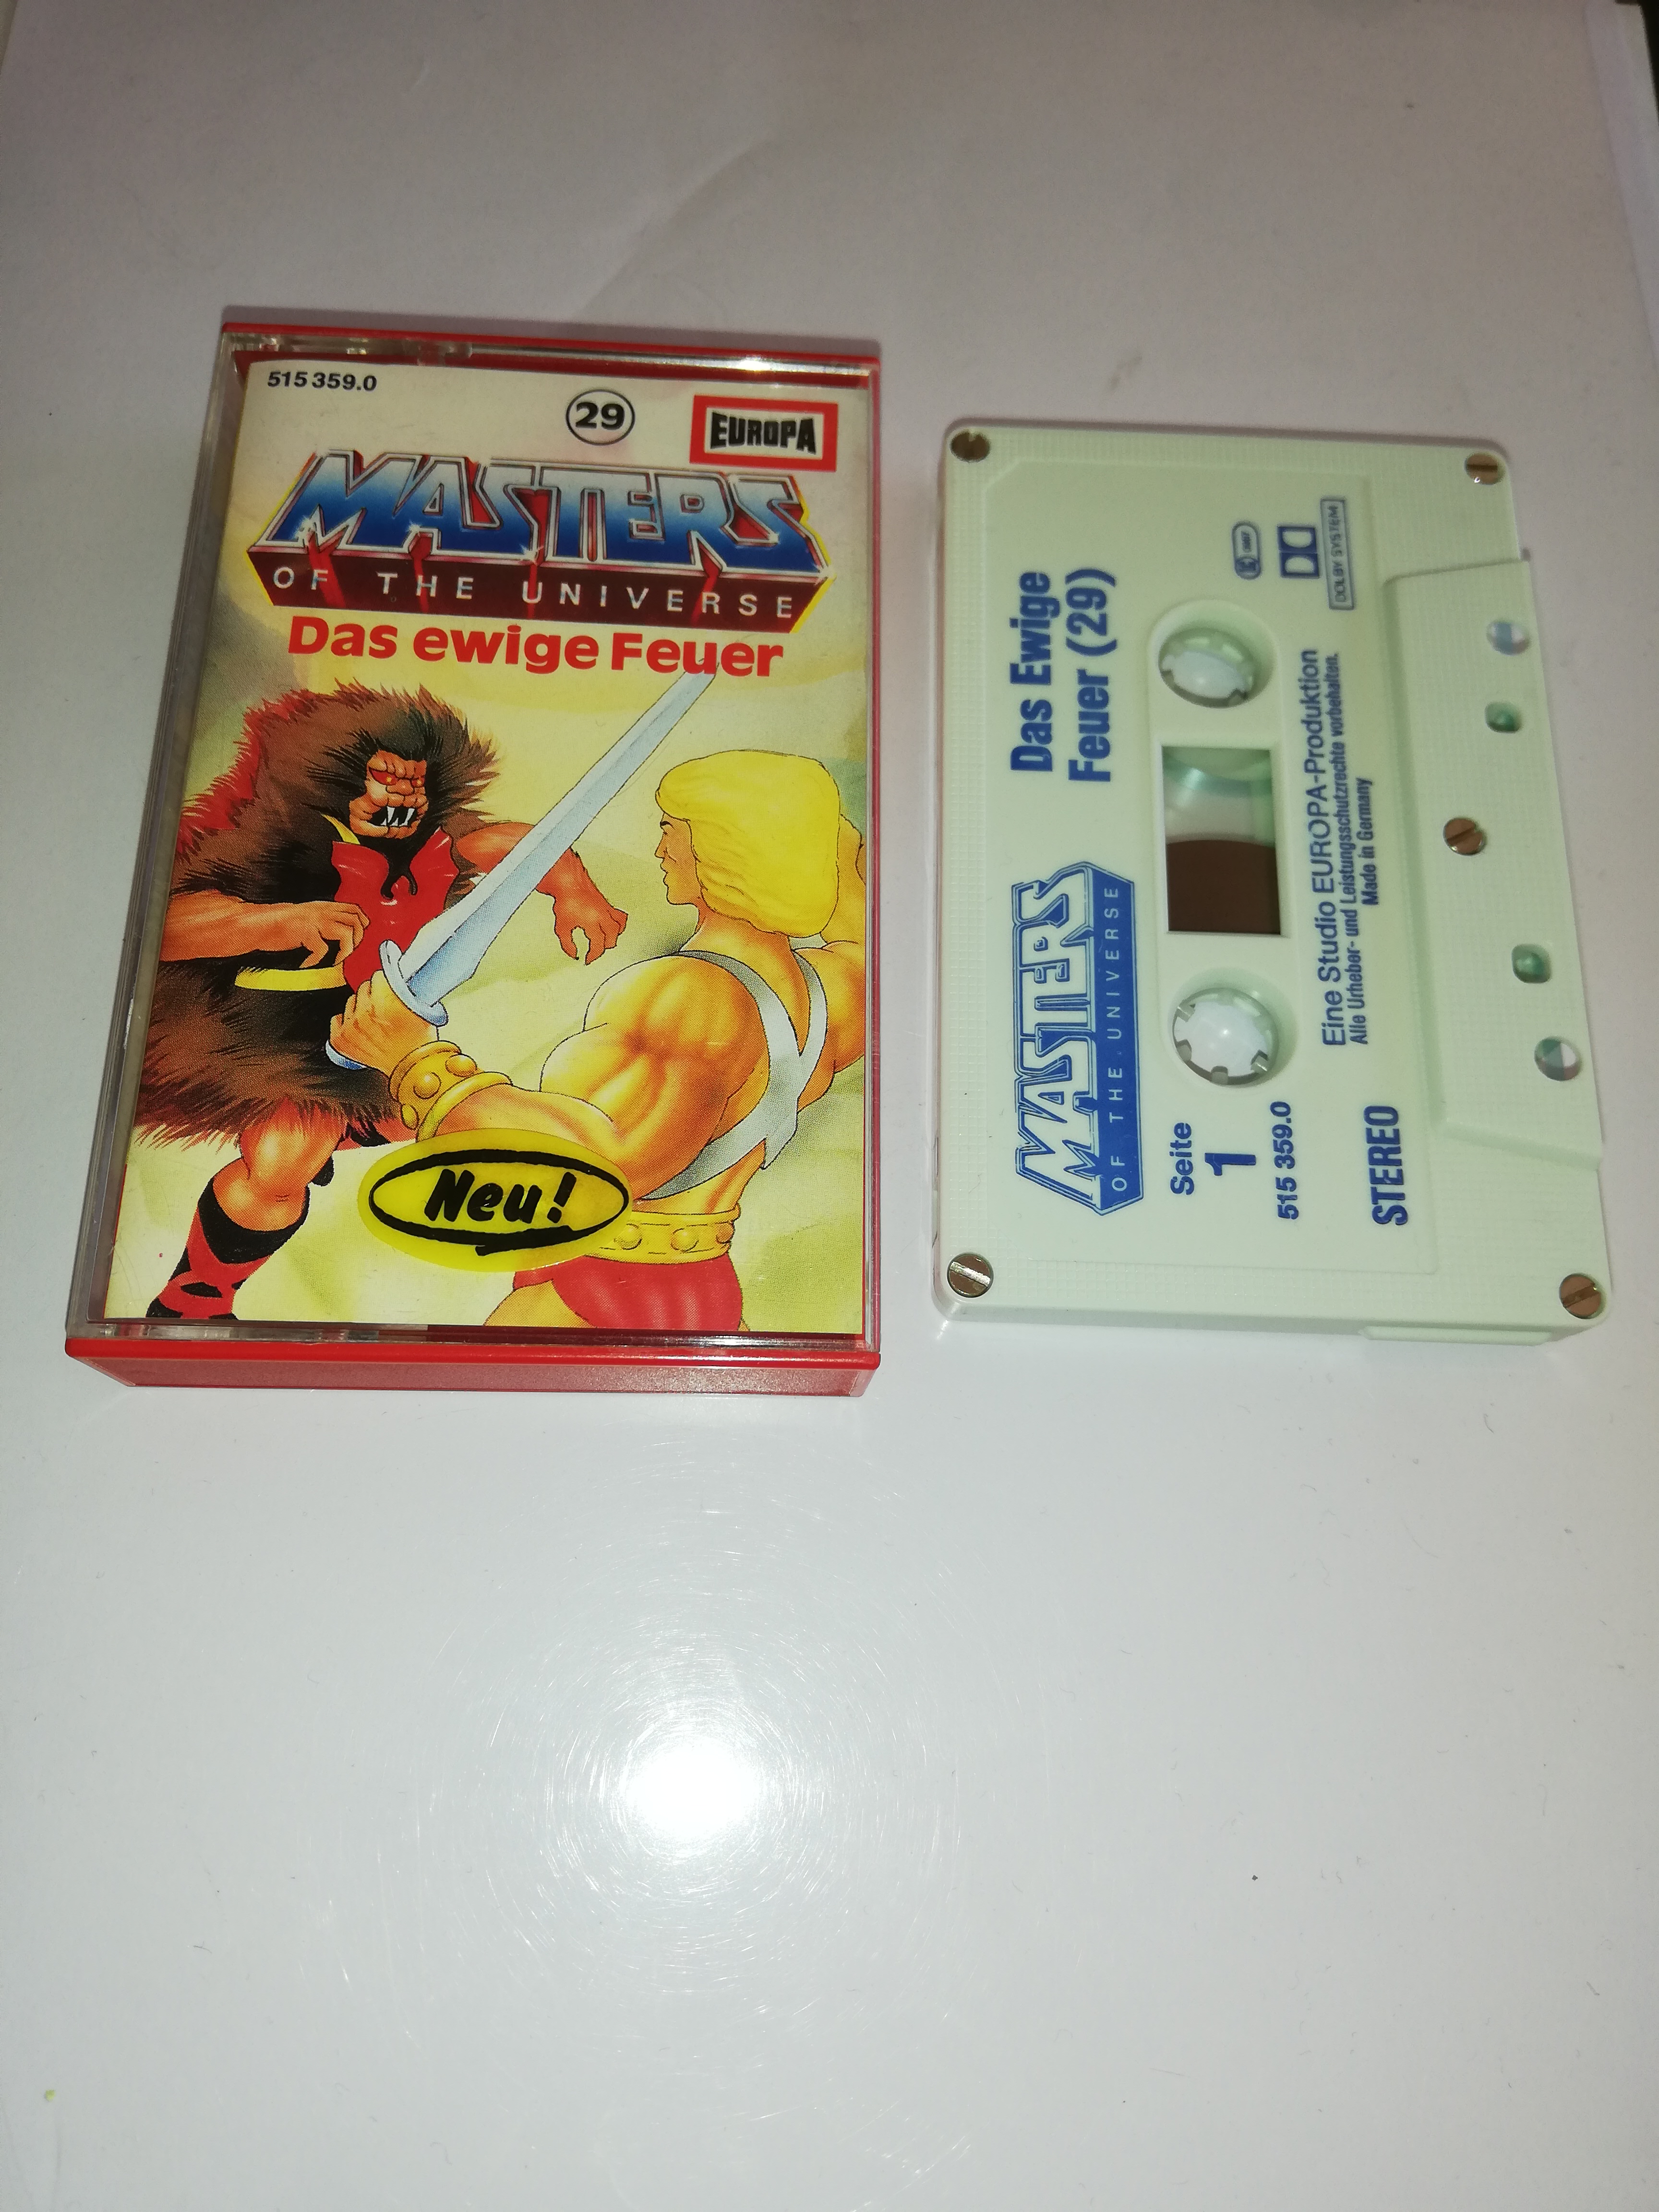 515 359.0
29
EUROPA
MASTERS
OF THE UNIVERSE
Das ewige Feuer
Neu!
MASTERS
OF THE UNIVERSE
Das Ewige
Feuer (29)
Seite
1
515 359.0
STEREO
Eine Studio EUROPA-Produktion
Alle Urheber- und Leistungsschutzrechte vorbehalten.
Made in Germany
DOLBY SYSTEM